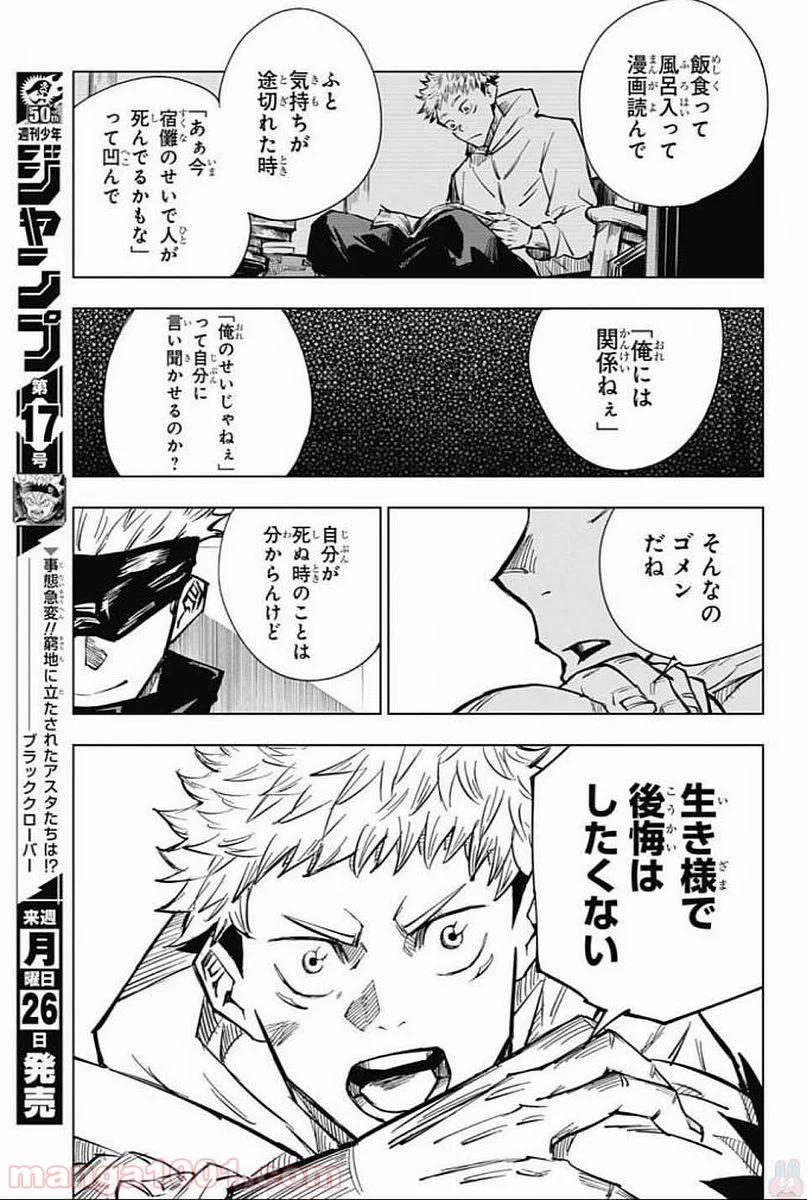 飯食って
風呂入って
漫画読んで
ふと
気持ちが
途切れた時
「あぁ今
宿儺のせいで人が
死んでるかもな」
って凹んで
「俺には
関係ねぇ」
「俺のせいじゃねぇ」
って自分に
言い聞かせるのか?
そんなの
ゴメン
だね
自分が
死ぬ時のことは
分からんけど
生き様で
後悔は
したくない
50th
週刊少年
ジャンプ
第
17
号
▼事態急変!!窮地に立たされたアスタたちは!?
――ブラッククローバー
来週
月
曜日
26
日
発売
manga1001.com